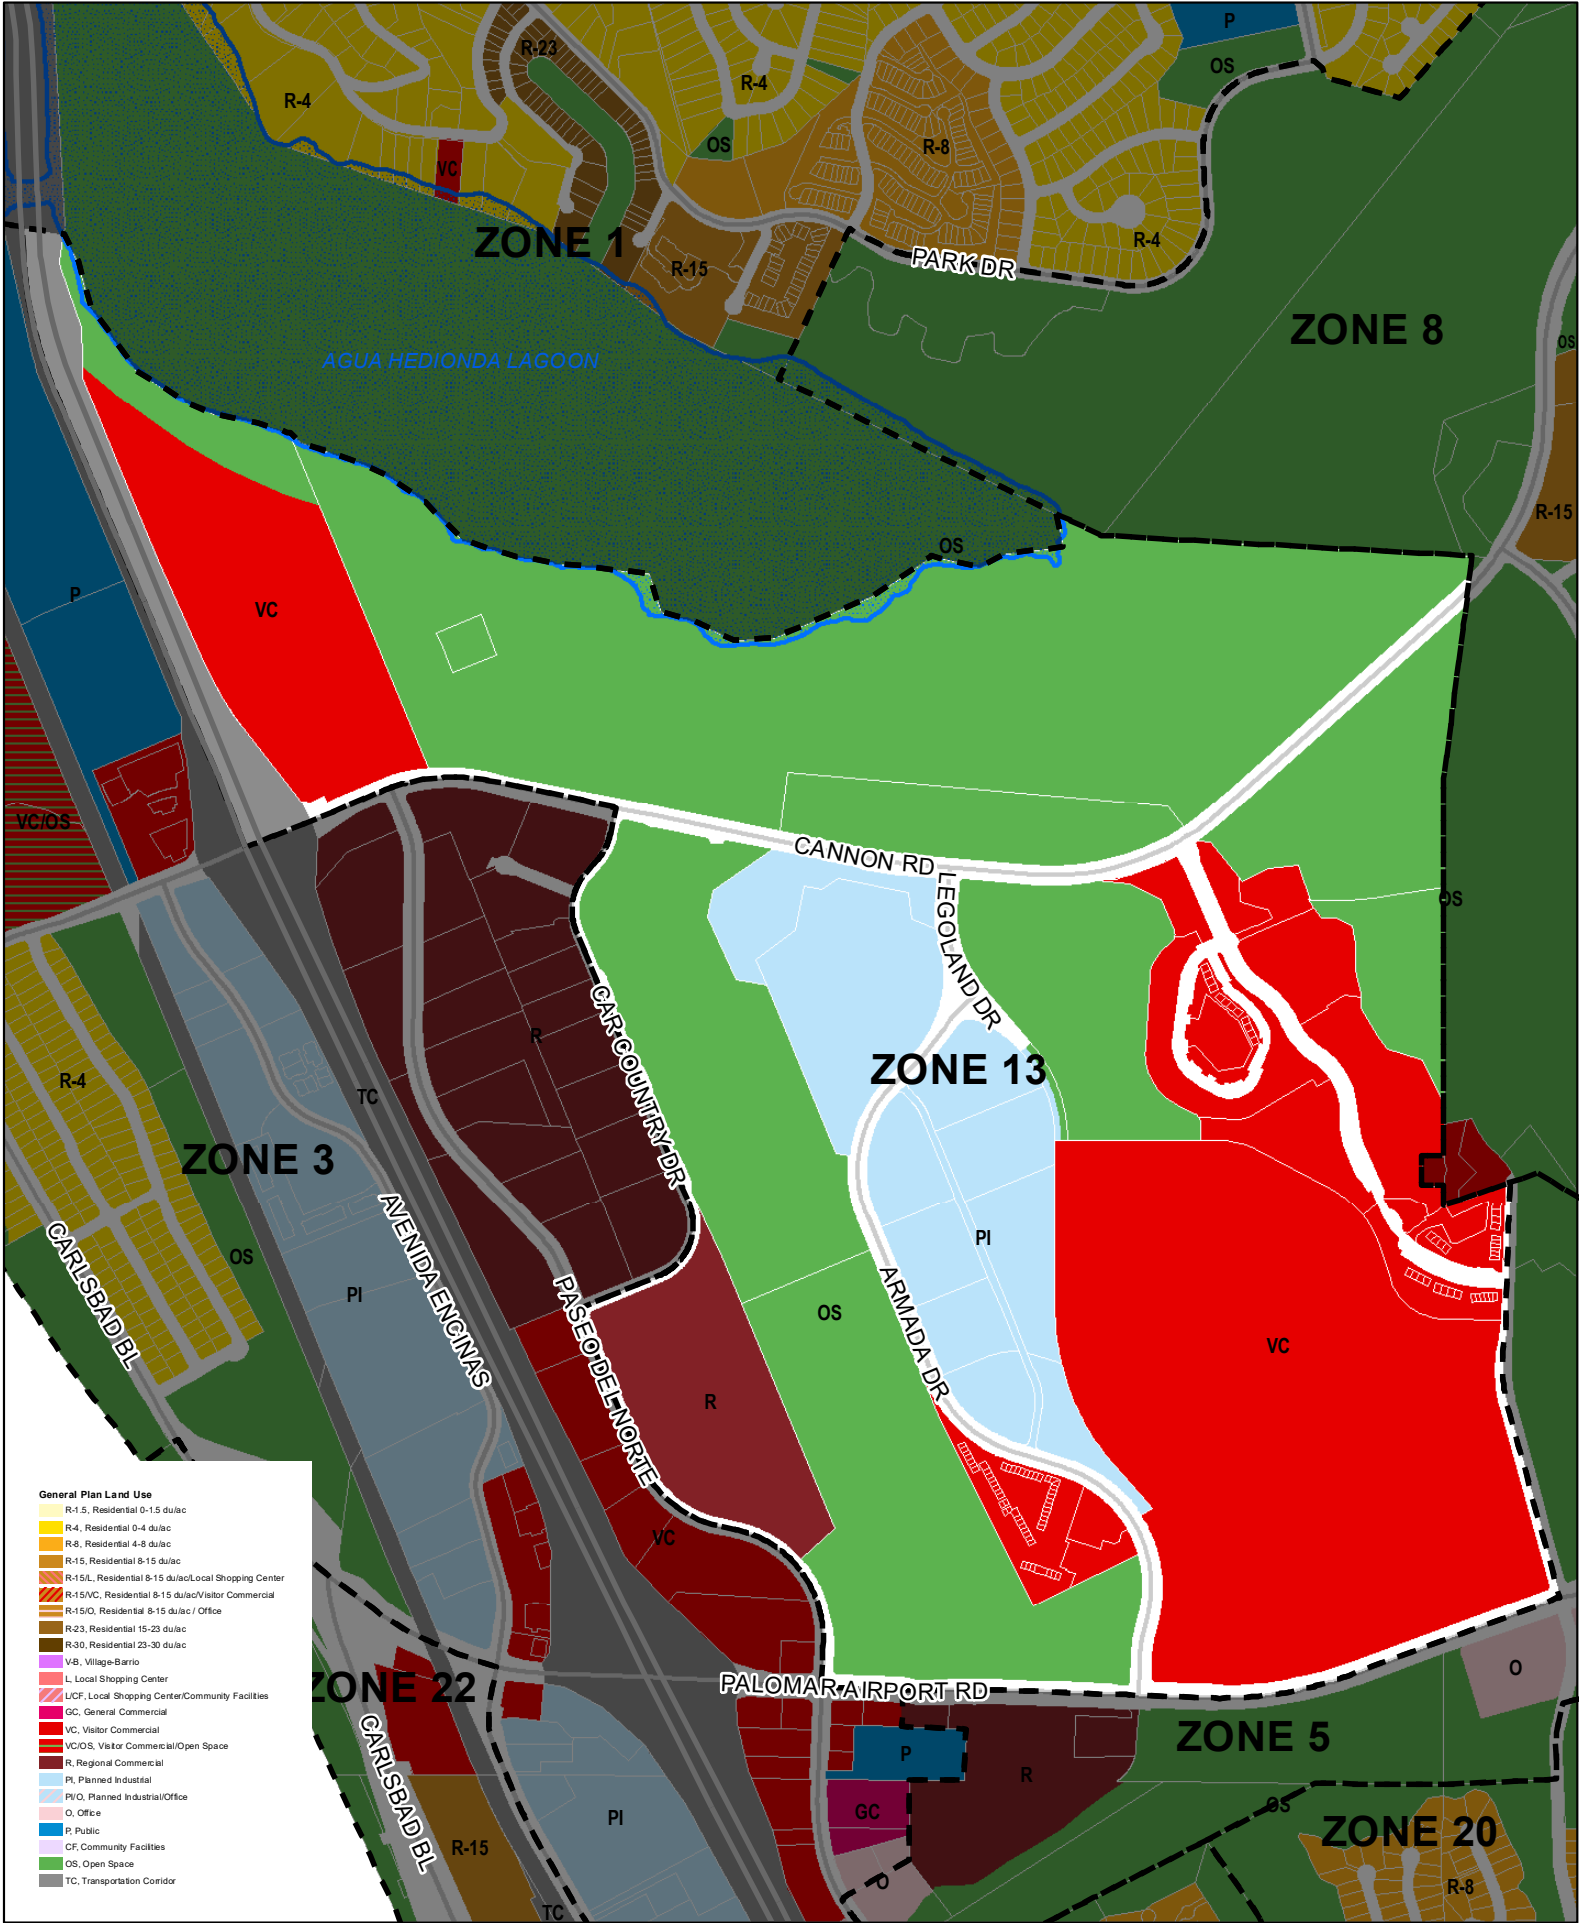 P
R-23
OS
R-4
R-4
OS
R-8
VC
ZONE 1
R-4
PARK DR
R-15
ZONE 8
OS
AGUA HEDIONDA LAGOON
R-15
OS
P
VC
VC/OS
CANNON RD
LEGOLAND DR
OS
CAR COUNTRY DR
R
ZONE 13
R-4
TC
ZONE 3
AVENIDA ENCINAS
PI
OS
CARLSBAD BL
PI
PASEO DEL NORTE
ARMADA DR
OS
VC
R
VC
General Plan Land Use
R-1.5, Residential 0-1.5 du/ac
R-4, Residential 0-4 du/ac
R-8, Residential 4-8 du/ac
R-15, Residential 8-15 du/ac
R-15/L, Residential 8-15 du/ac/Local Shopping Center
R-15/VC, Residential 8-15 du/ac/Visitor Commercial
R-15/O, Residential 8-15 du/ac / Office
R-23, Residential 15-23 du/ac
R-30, Residential 23-30 du/ac
V-B, Village-Barrio
L, Local Shopping Center
L/CF, Local Shopping Center/Community Facilities
GC, General Commercial
VC, Visitor Commercial
VC/OS, Visitor Commercial/Open Space
R, Regional Commercial
PI, Planned Industrial
PI/O, Planned Industrial/Office
O, Office
P, Public
CF, Community Facilities
OS, Open Space
TC, Transportation Corridor
O
ZONE 22
PALOMAR AIRPORT RD
CARLSBAD BL
ZONE 5
P
R
OS
GC
PI
ZONE 20
R-15
O
R-8
TC